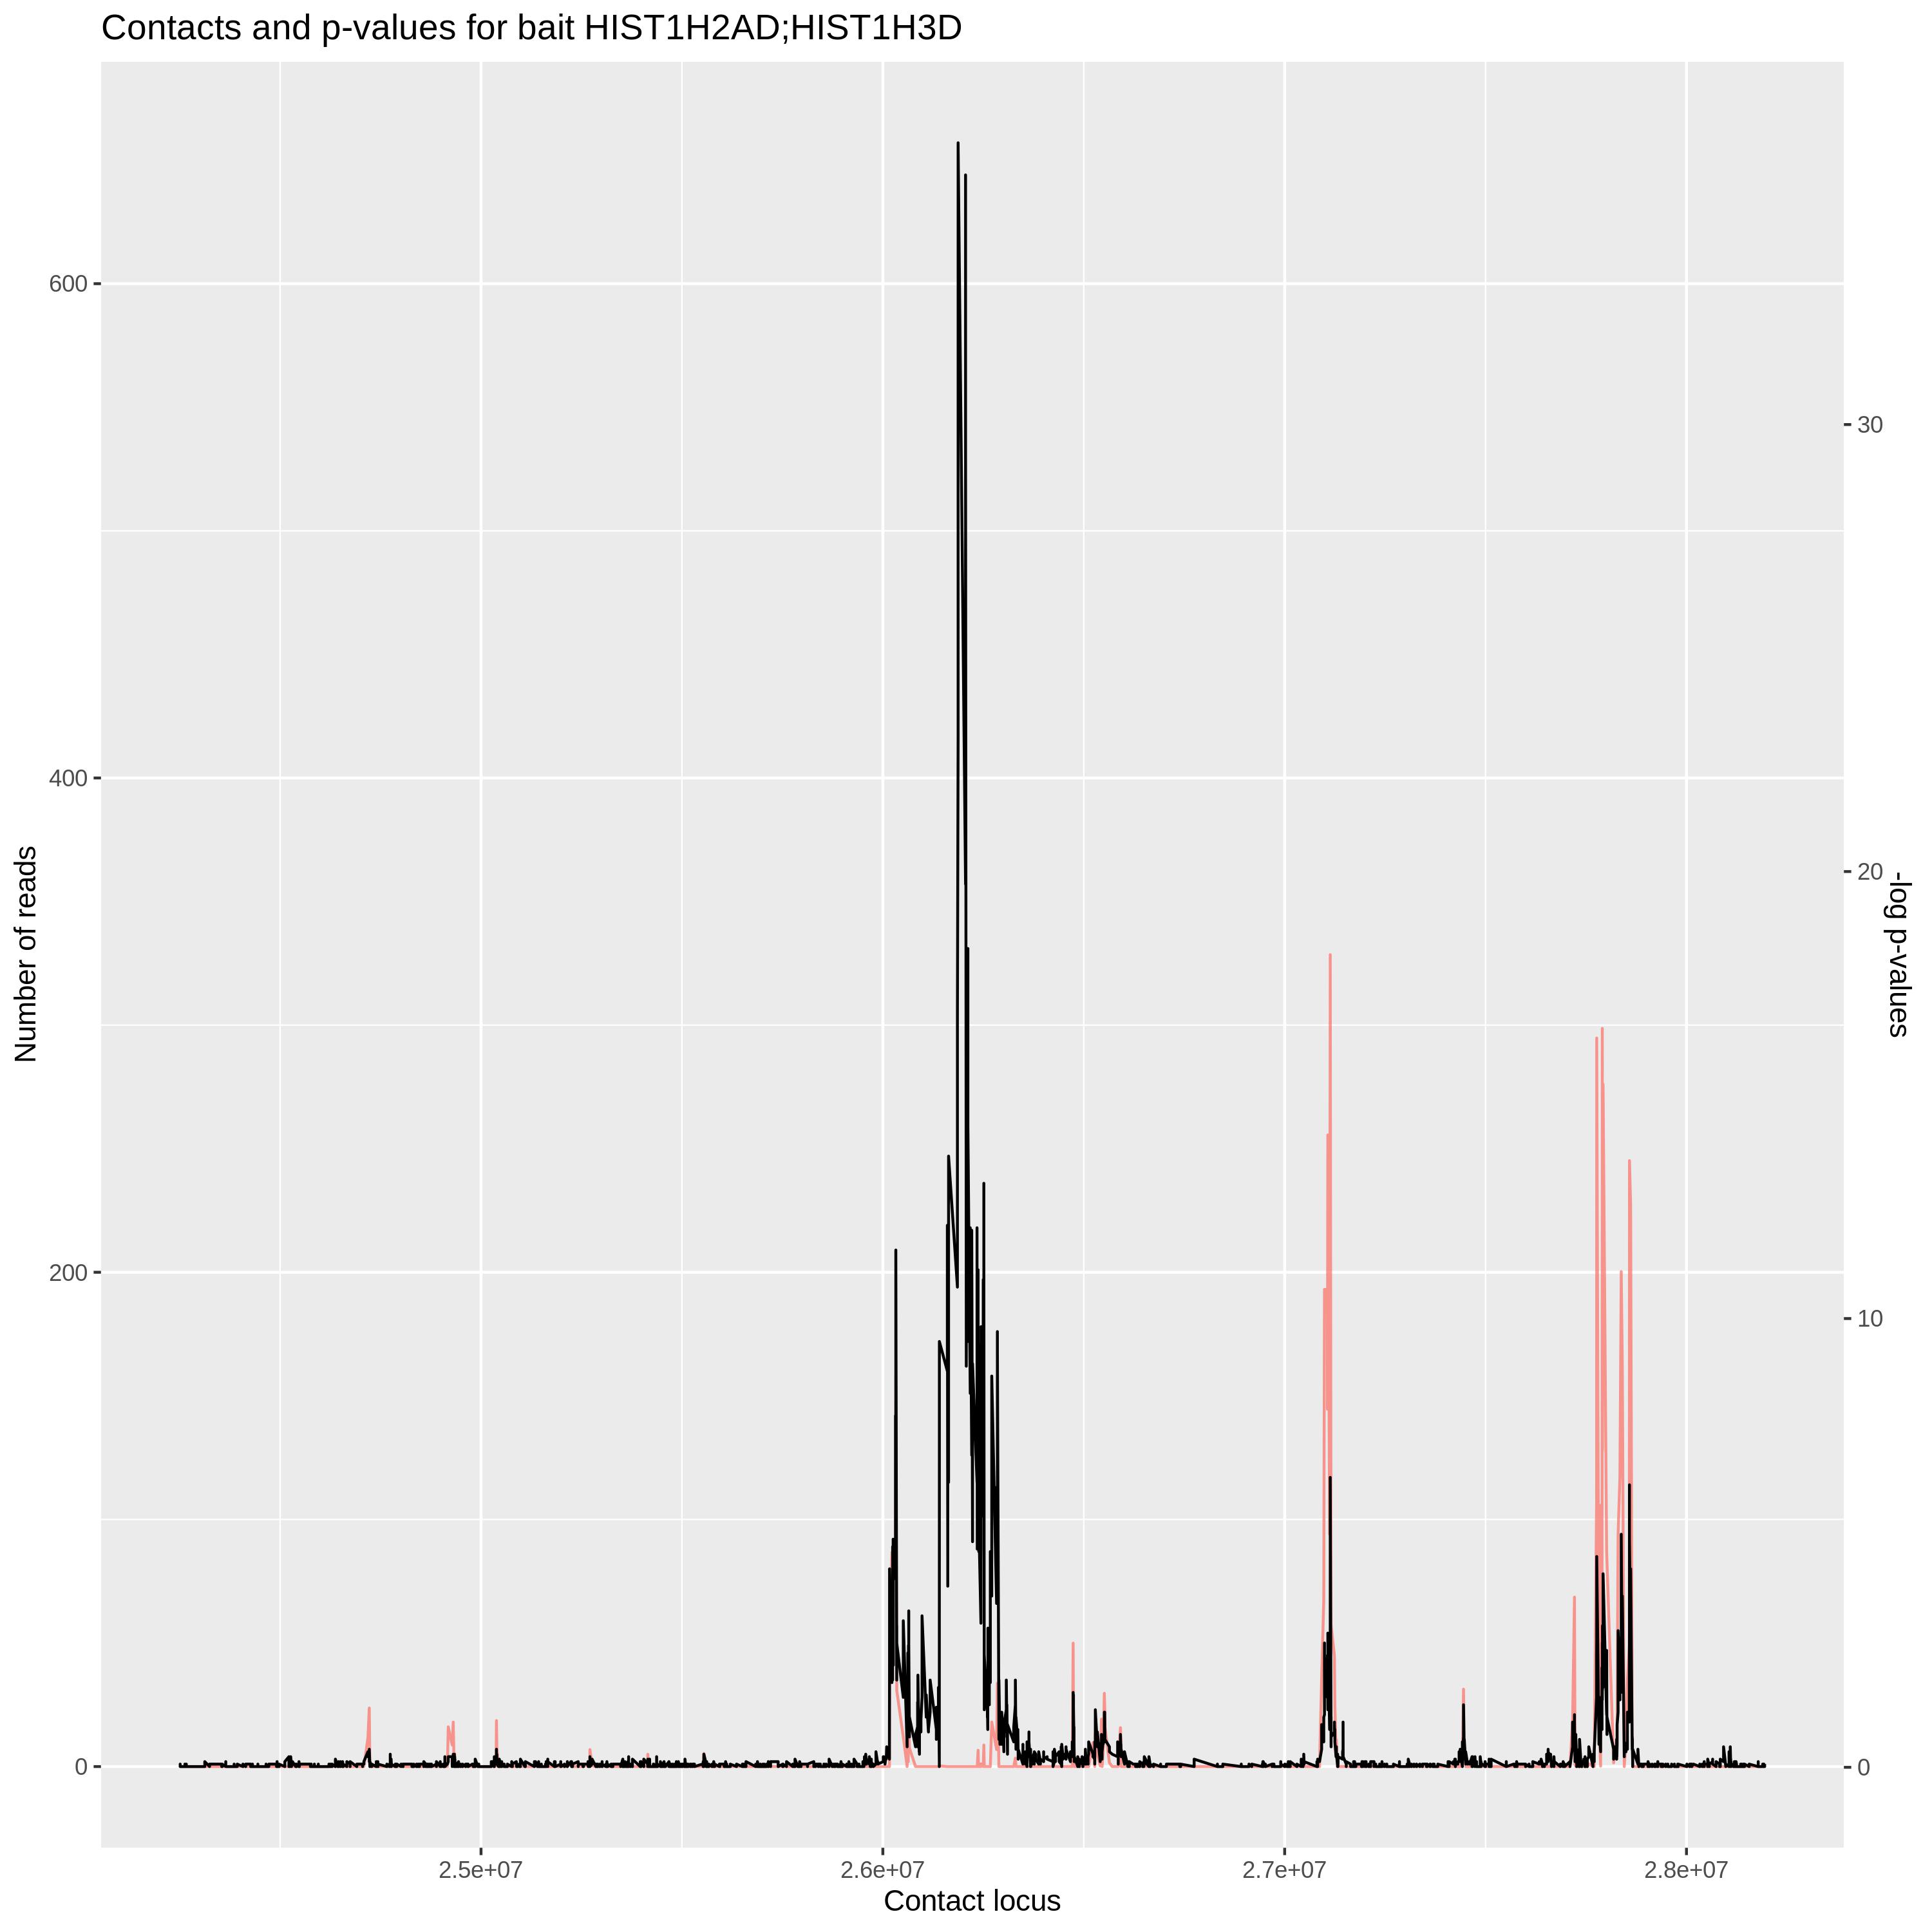 Contacts and p-values for bait HIST1H2AD;HIST1H3D
600
400
200
0
Number of reads
30
20
10
0
-log p-values
2.5e+07
2.6e+07
2.7e+07
2.8e+07
Contact locus